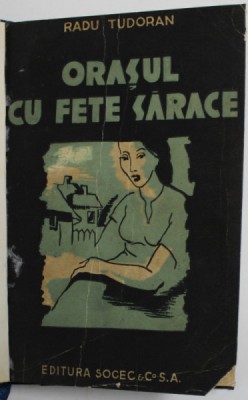 RADU TUDORAN
ORAȘUL
CU FETE SĂRACE
EDITURA SOCEC & Co. S.A.